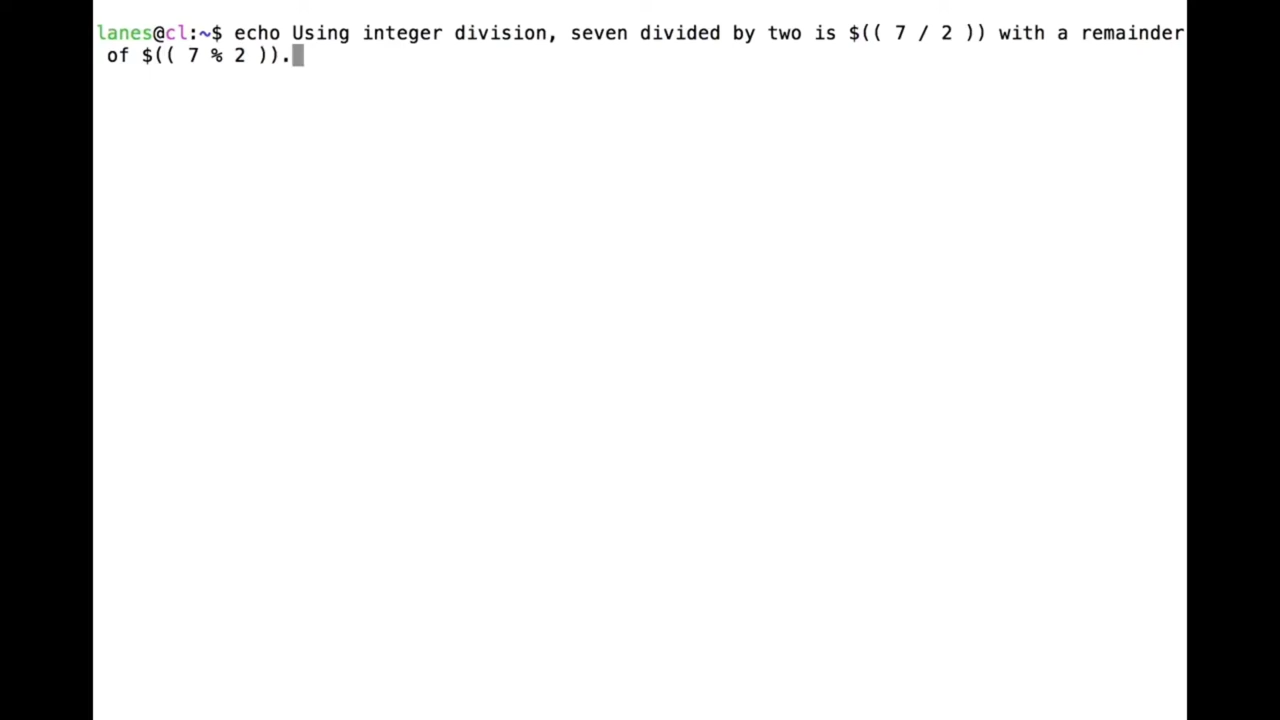 lanes@cl:~$ echo Using integer division, seven divided by two is $(( 7 / 2 )) with a remainder
of $(( 7 % 2 )).